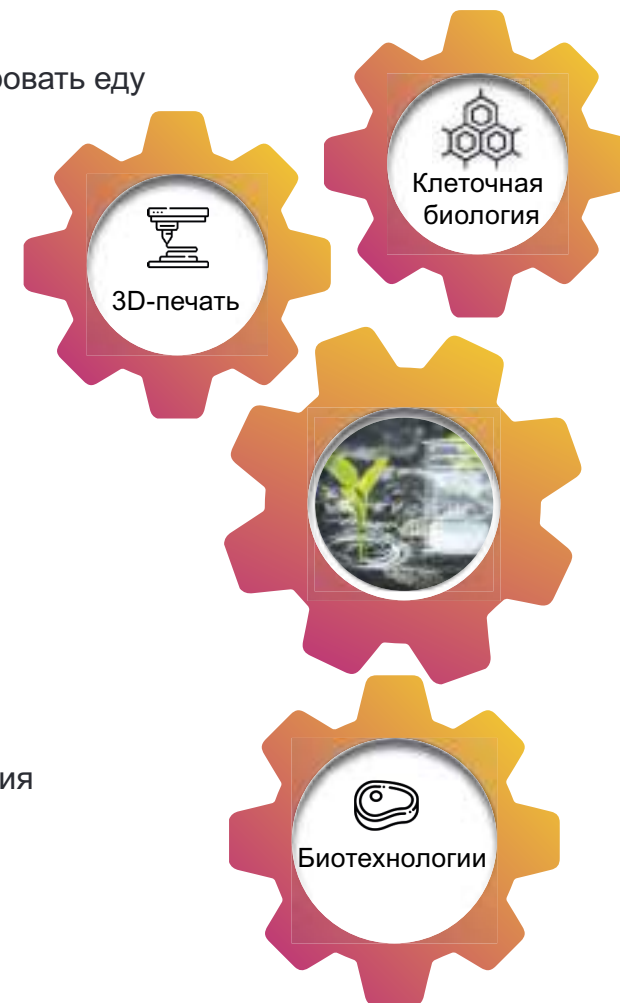 ровать еду
Клеточная
биология
3D-печать
ия
Биотехнологии